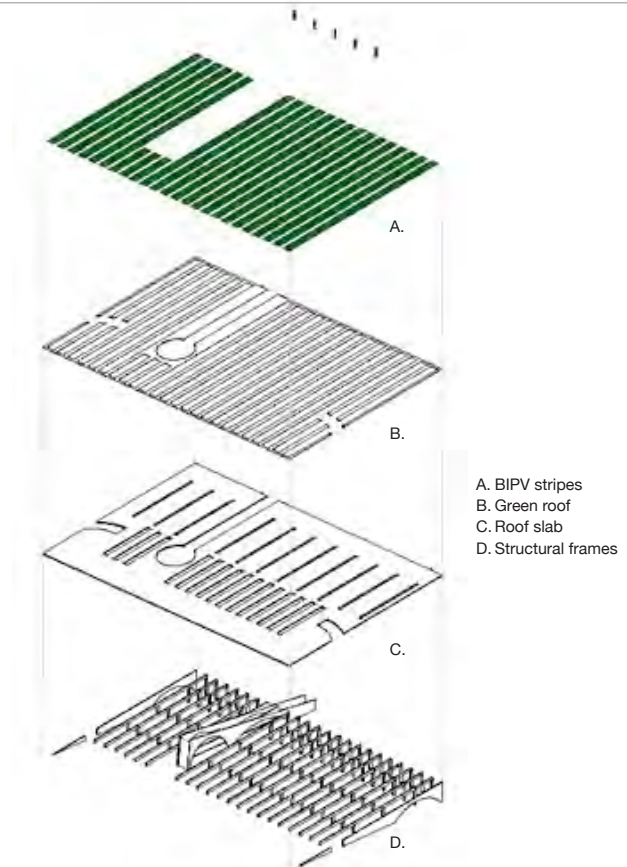 A.
B.
A. BIPV stripes
B. Green roof
C. Roof slab
D. Structural frames
C.
D.